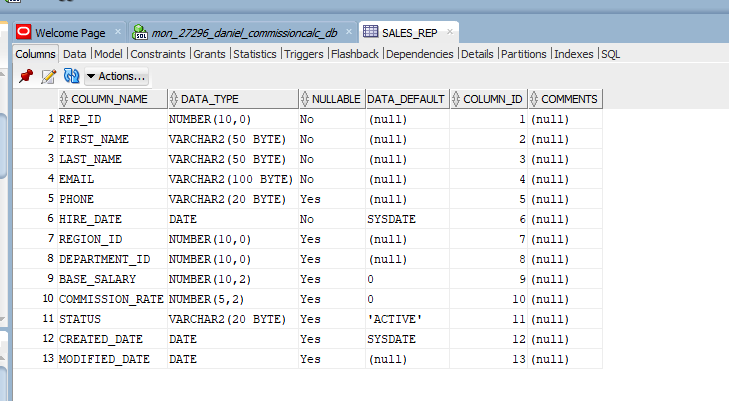 Welcome Page mon_27296_daniel_commissioncalc_db SALES_REP
Columns Data Model Constraints Grants Statistics Triggers Flashback Dependencies Details Partitions Indexes SQL
Actions...
COLUMN_NAME DATA_TYPE NULLABLE DATA_DEFAULT COLUMN_ID COMMENTS
1 REP_ID NUMBER(10,0) No (null) 1 (null)
2 FIRST_NAME VARCHAR2(50 BYTE) No (null) 2 (null)
3 LAST_NAME VARCHAR2(50 BYTE) No (null) 3 (null)
4 EMAIL VARCHAR2(100 BYTE) No (null) 4 (null)
5 PHONE VARCHAR2(20 BYTE) Yes (null) 5 (null)
6 HIRE_DATE DATE No SYSDATE 6 (null)
7 REGION_ID NUMBER(10,0) Yes (null) 7 (null)
8 DEPARTMENT_ID NUMBER(10,0) Yes (null) 8 (null)
9 BASE_SALARY NUMBER(10,2) Yes 0 9 (null)
10 COMMISSION_RATE NUMBER(5,2) Yes 0 10 (null)
11 STATUS VARCHAR2(20 BYTE) Yes 'ACTIVE' 11 (null)
12 CREATED_DATE DATE Yes SYSDATE 12 (null)
13 MODIFIED_DATE DATE Yes (null) 13 (null)